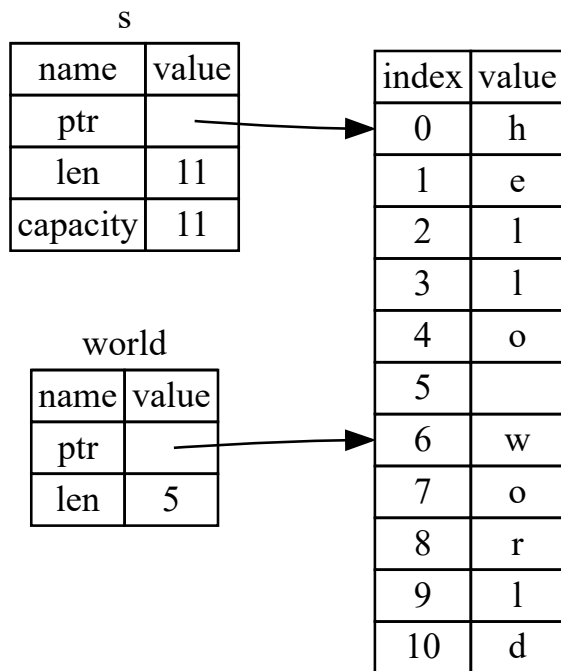 s
name value
ptr
len 11
capacity 11
world
name value
ptr
len 5
index value
0 h
1 e
2 l
3 l
4 o
5
6 w
7 o
8 r
9 l
10 d